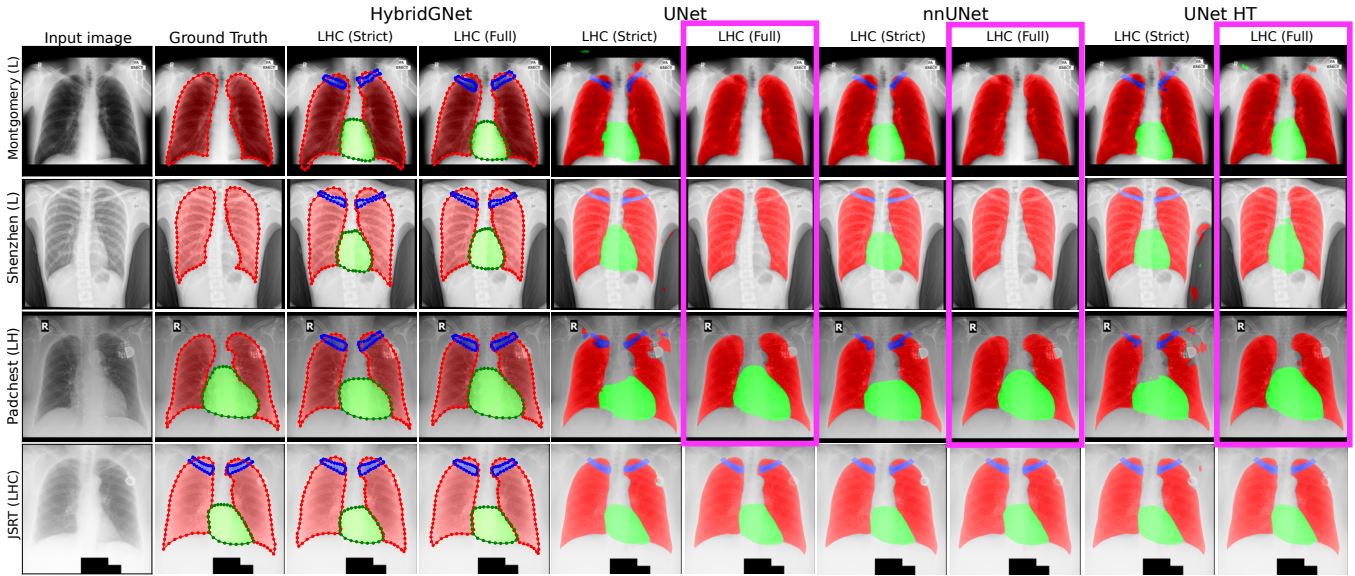 HybridGNet UNet nnUNet UNet HT
Input image Ground Truth LHC (Strict) LHC (Full) LHC (Strict) LHC (Full) LHC (Strict) LHC (Full) LHC (Strict) LHC (Full)
Montgomery (L)
Shenzhen (L)
Padchest (LH)
R R R R R R R R R R
JSRT (LHC)